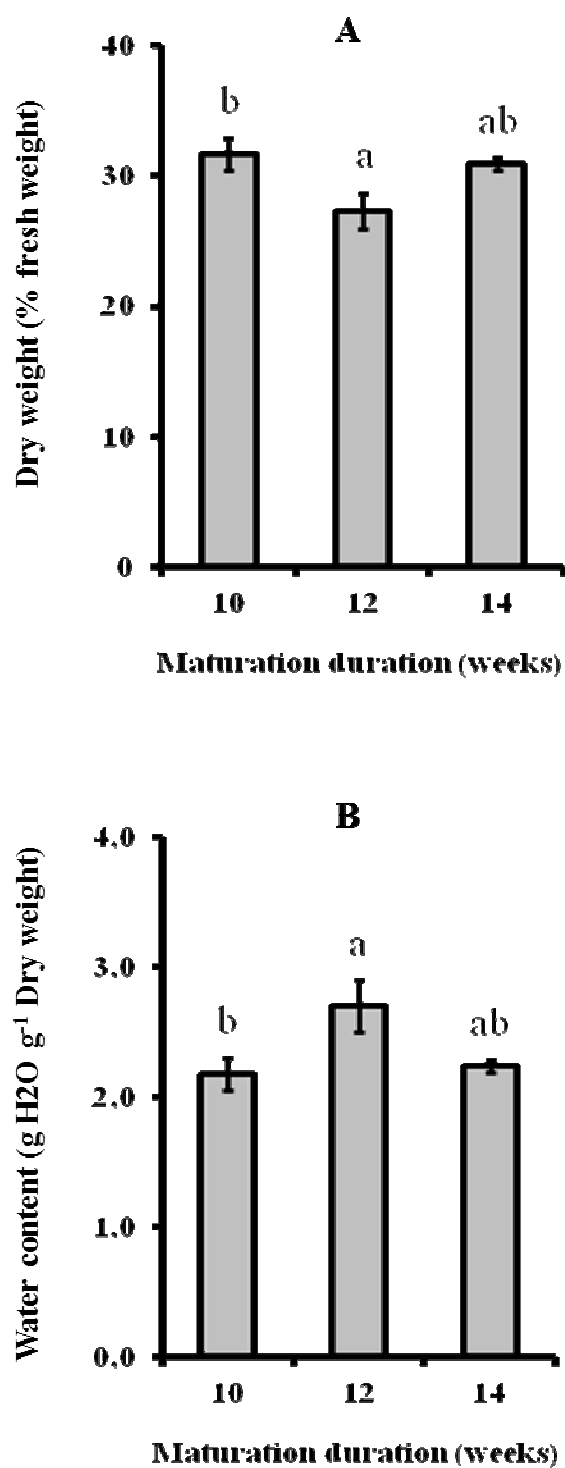 A
40
30
20
10
0
Dry weight (% fresh weight)
b
a
ab
10 12 14
Maturation duration (weeks)
B
4,0
3,0
2,0
1,0
0,0
Water content (g H2O g-1 Dry weight)
b
a
ab
10 12 14
Maturation duration (weeks)